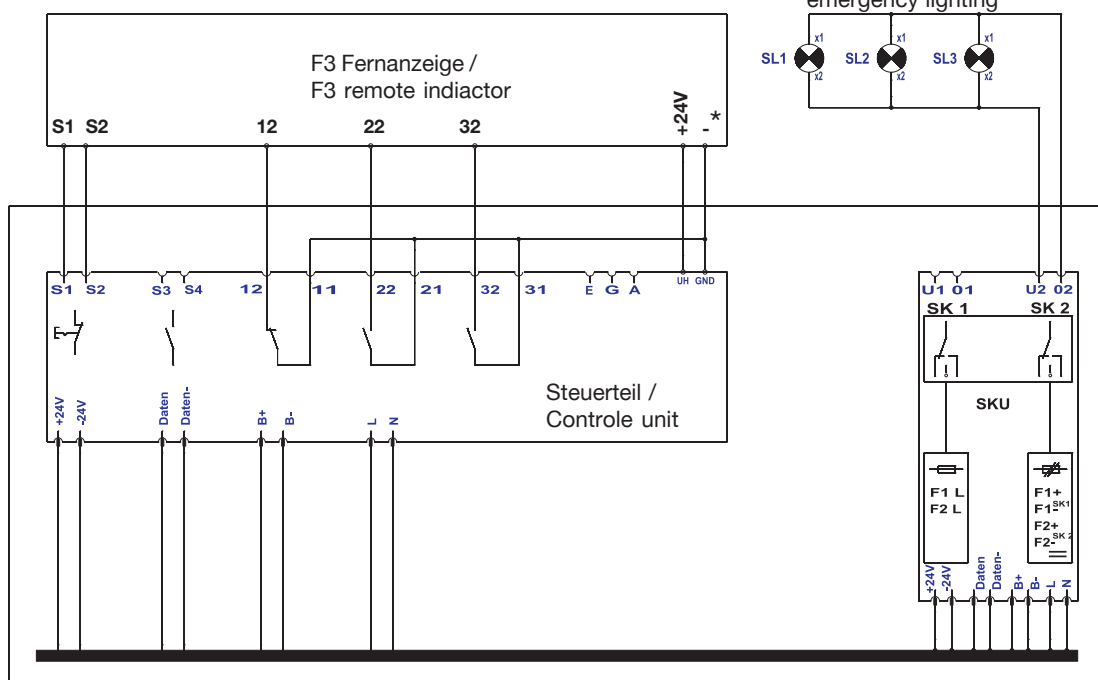 emergency lighting
SL1 x1 x2 SL2 x1 x2 SL3 x1 x2
F3 Fernanzeige /
F3 remote indiactor
S1 S2 12 22 32 +24V - *
S1 S2 S3 S4 12 11 22 21 32 31 E G A UH GND
Steuerteil /
Controle unit
+24V -24V Daten Daten- B+ B- L N
U1 01 U2 02
SK 1 SK 2
SKU
F1 L
F2 L
F1+
F1-SK1
F2+
F2-SK 2
+24V -24V Daten Daten- B+ B- L N